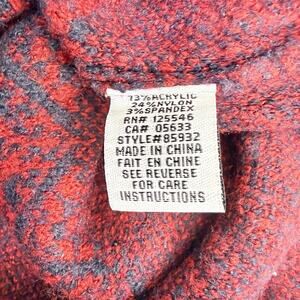 73%ACRYLIC
24%NYLON
3%SPANDEX
RN# 125546
CA# 05633
STYLE#85932
MADE IN CHINA
FAIT EN CHINE
SEE REVERSE
FOR CARE
INSTRUCTIONS